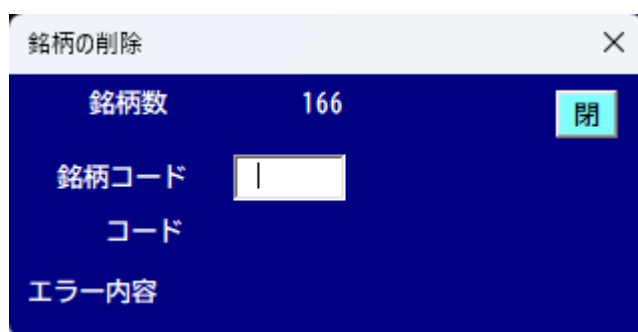 銘柄の削除
銘柄数 166 閉
銘柄コード
コード
エラー内容